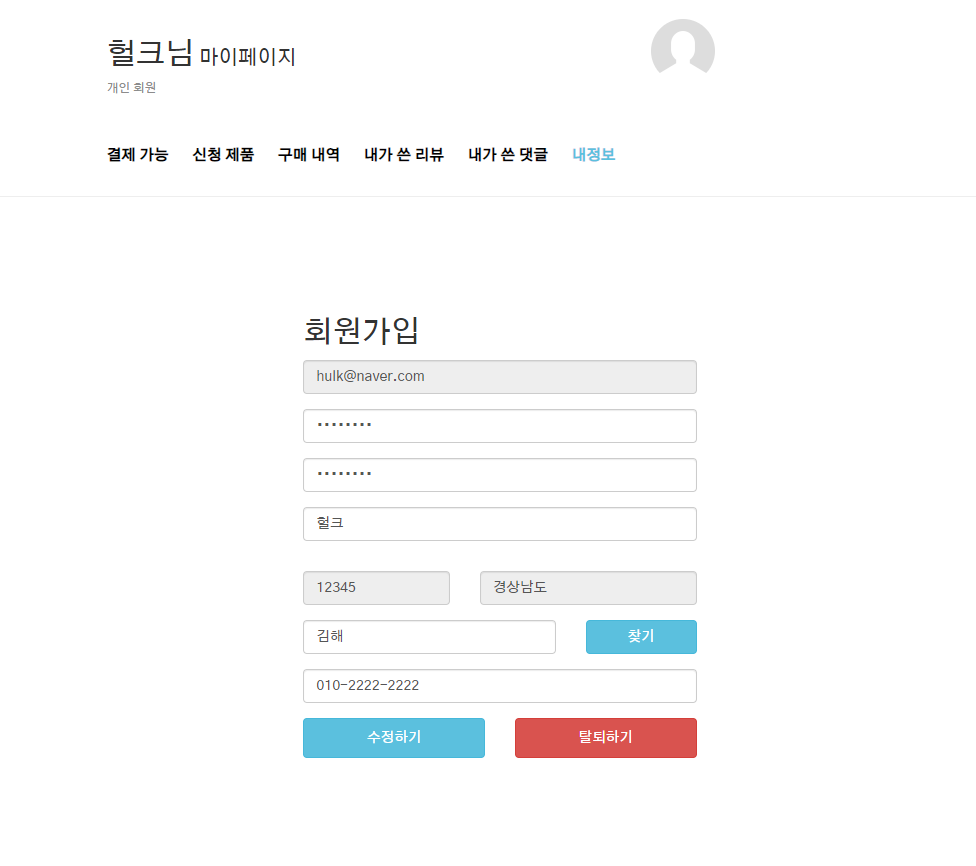 헐크님 마이페이지
개인 회원
결제 가능 신청 제품 구매 내역 내가 쓴 리뷰 내가 쓴 댓글 내정보
회원가입
hulk@naver.com
••••••••
••••••••
헐크
12345 경상남도
김해 찾기
010-2222-2222
수정하기 탈퇴하기